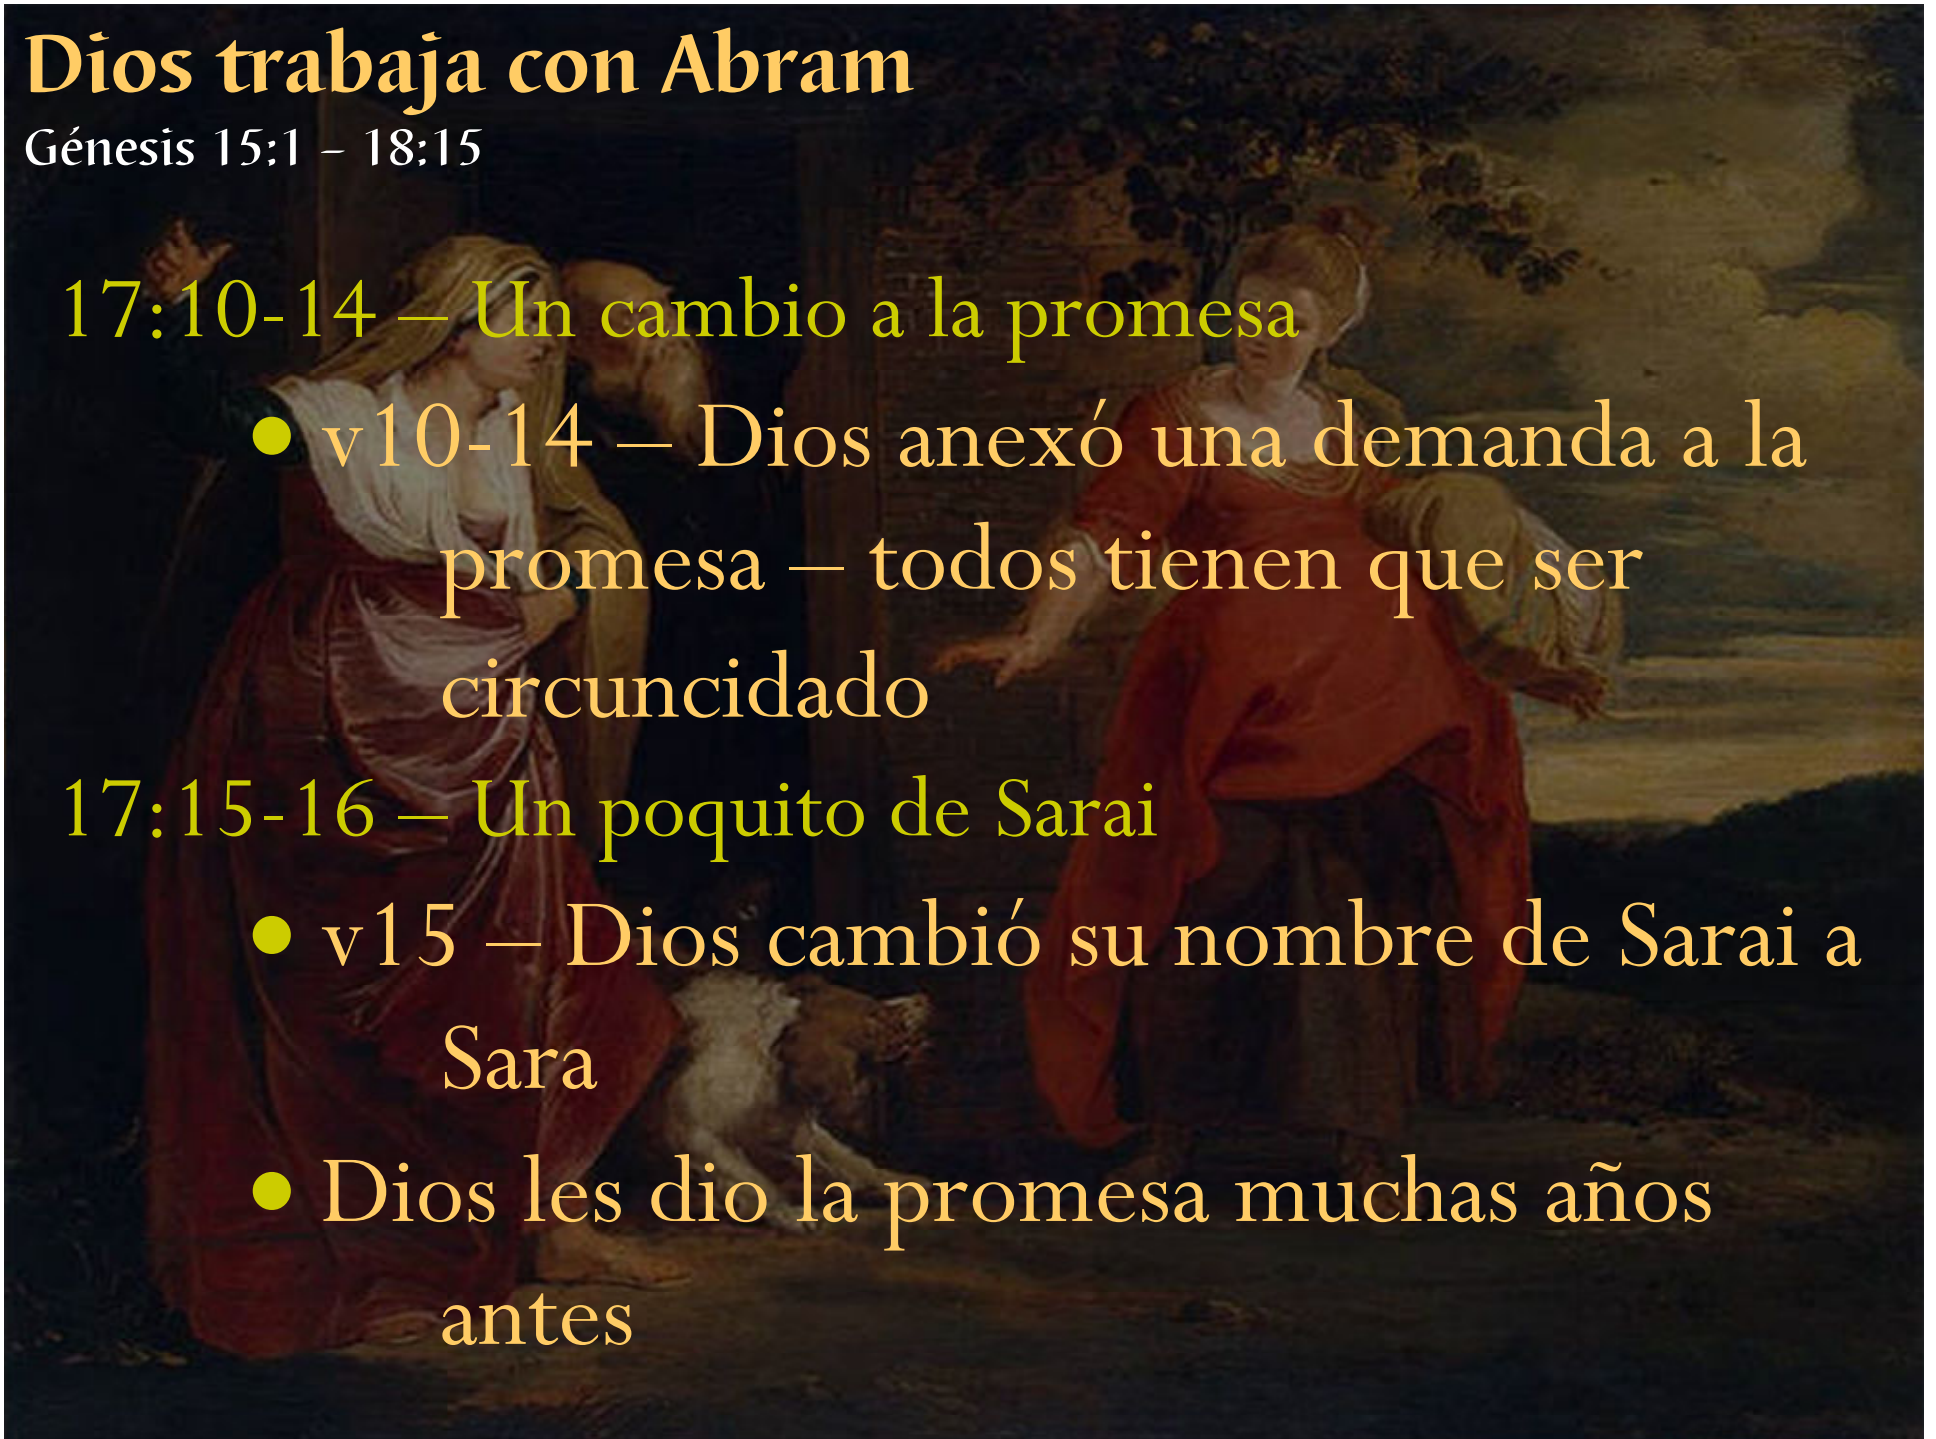 Dios trabaja con Abram
Génesis 15:1 – 18:15
17:10-14 – Un cambio a la promesa
● v10-14 – Dios anexó una demanda a la
promesa – todos tienen que ser
circuncidado
17:15-16 – Un poquito de Sarai
● v15 – Dios cambió su nombre de Sarai a
Sara
● Dios les dio la promesa muchas años
antes